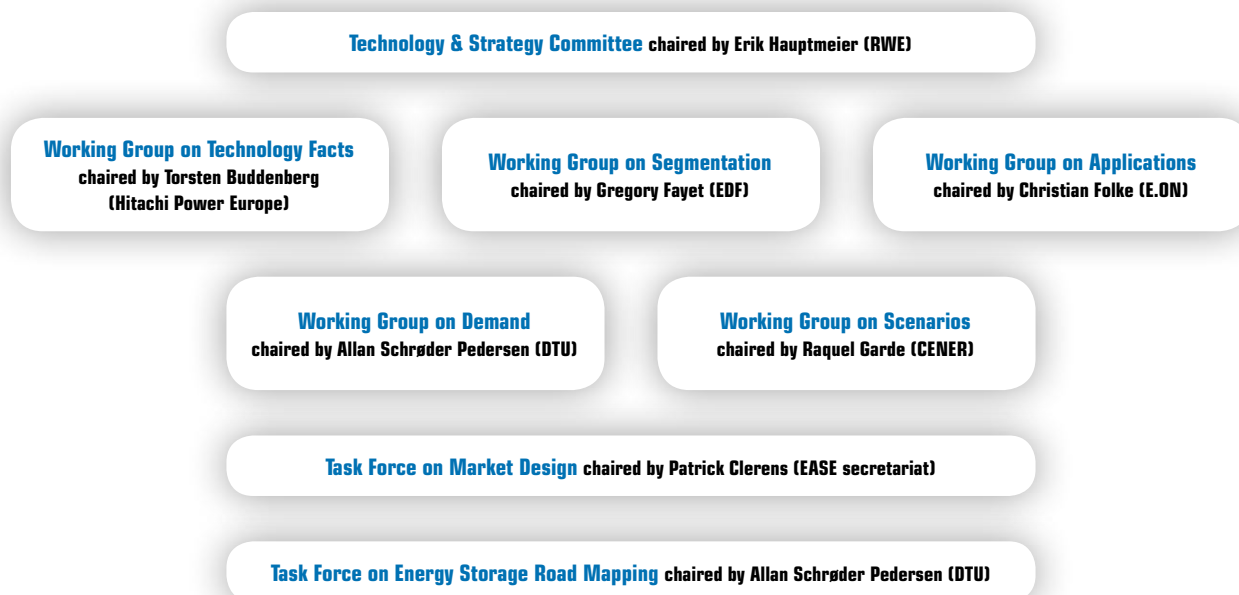 Technology & Strategy Committee chaired by Erik Hauptmeier (RWE)
Working Group on Technology Facts
chaired by Torsten Buddenberg
(Hitachi Power Europe)
Working Group on Segmentation
chaired by Gregory Fayet (EDF)
Working Group on Applications
chaired by Christian Folke (E.ON)
Working Group on Demand
chaired by Allan Schrøder Pedersen (DTU)
Working Group on Scenarios
chaired by Raquel Garde (CENER)
Task Force on Market Design chaired by Patrick Clerens (EASE secretariat)
Task Force on Energy Storage Road Mapping chaired by Allan Schrøder Pedersen (DTU)